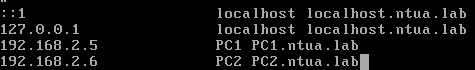 ::1 localhost localhost.ntua.lab
127.0.0.1 localhost localhost.ntua.lab
192.168.2.5 PC1 PC1.ntua.lab
192.168.2.6 PC2 PC2.ntua.lab